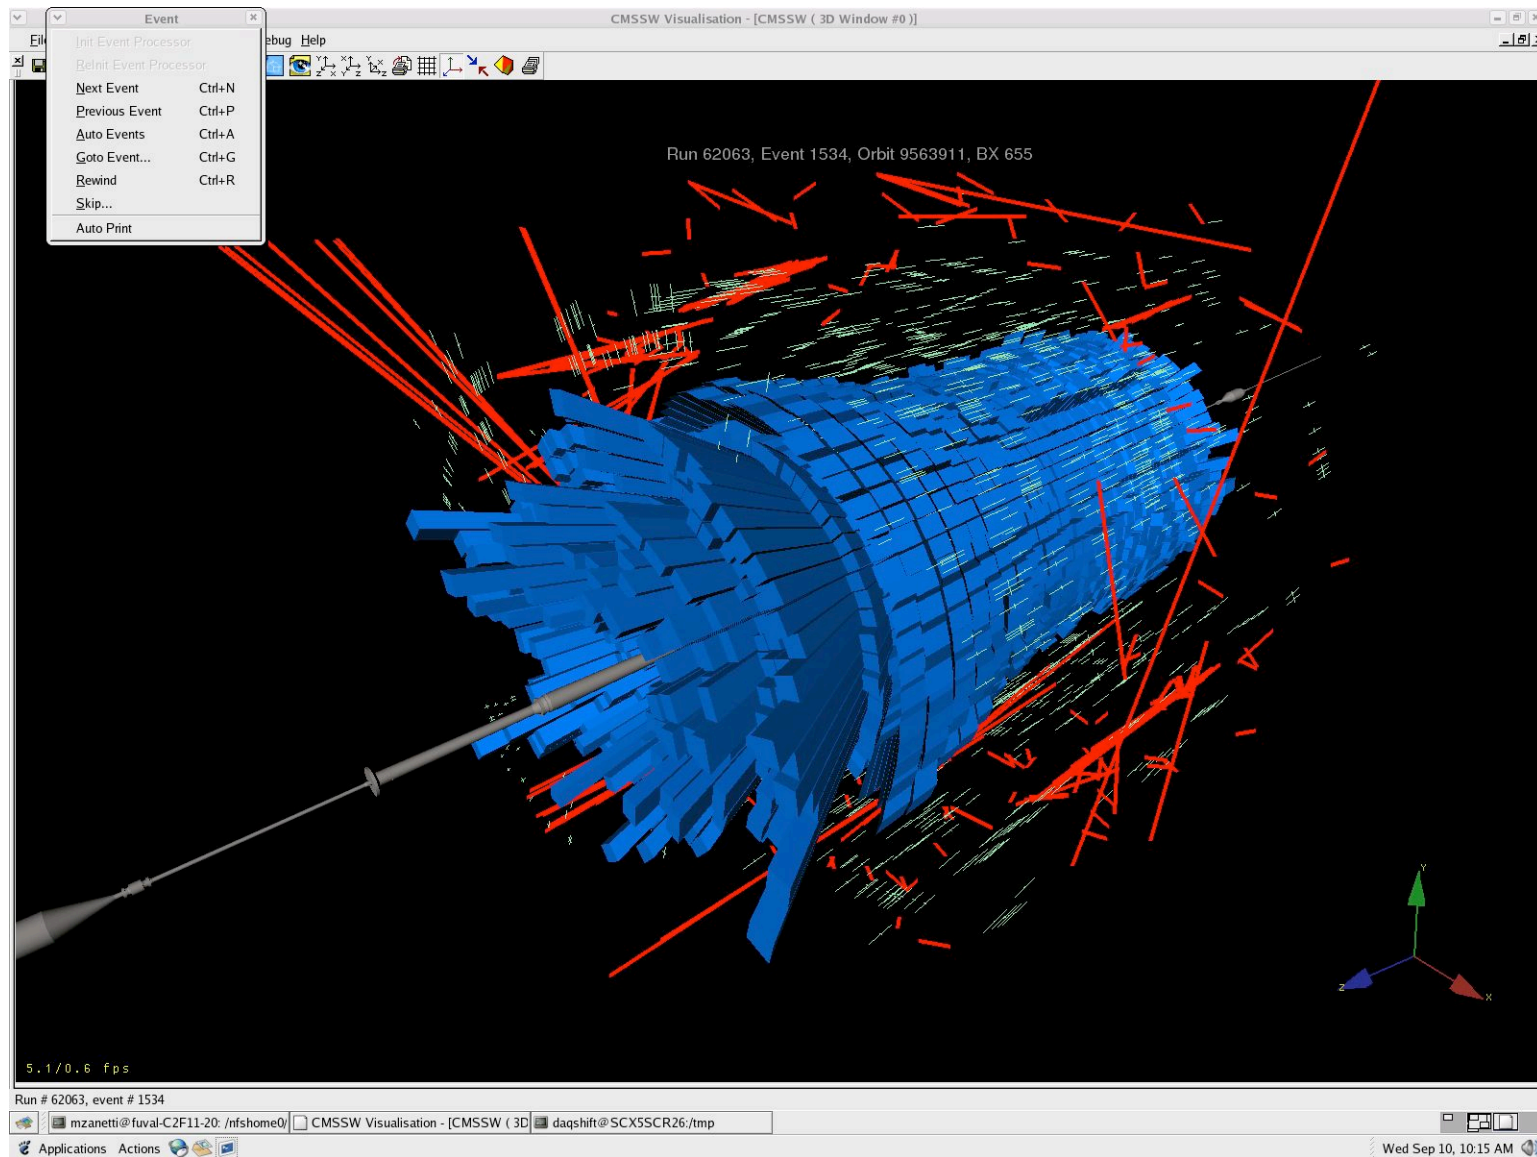 Event
CMSSW Visualisation - [CMSSW ( 3D Window #0 )]
Init Event Processor
ReInit Event Processor
Next Event Ctrl+N
Previous Event Ctrl+P
Auto Events Ctrl+A
Goto Event... Ctrl+G
Rewind Ctrl+R
Skip...
Auto Print
Help
Run 62063, Event 1534, Orbit 9563911, BX 655
Y
Z
X
5.1/0.6 fps
Run # 62063, event # 1534
mzanetti@fuval-C2F11-20: /nfshome0/ CMSSW Visualisation - [CMSSW ( 3D daqshift@SCX5SCR26:/tmp
Applications Actions Wed Sep 10, 10:15 AM